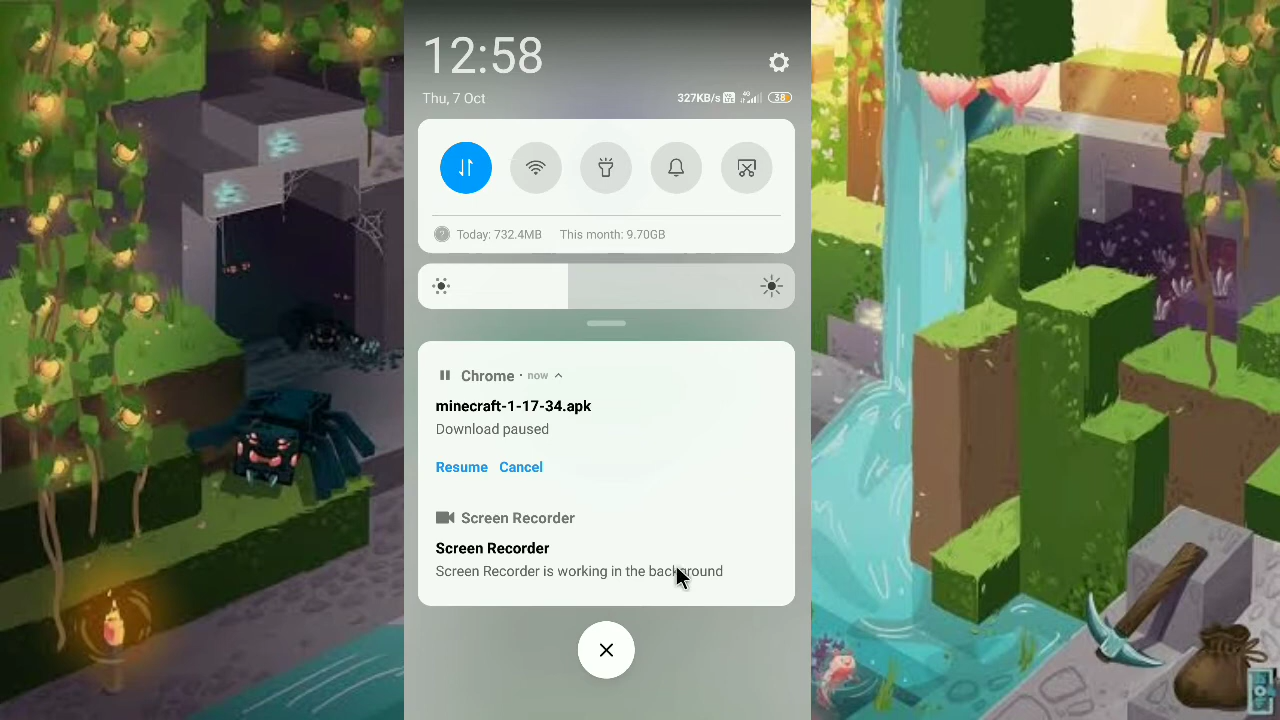 12:58
Thu, 7 Oct
327KB/s 4G 38
Today: 732.4MB This month: 9.70GB
Chrome · now
minecraft-1-17-34.apk
Download paused
Resume Cancel
Screen Recorder
Screen Recorder
Screen Recorder is working in the background